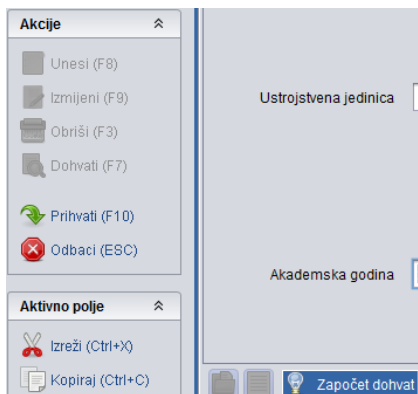 Akcije
Unesi (F8)
Izmijeni (F9)
Obriši (F3)
Dohvati (F7)
Prihvati (F10)
Odbaci (ESC)
Aktivno polje
Izreži (Ctrl+X)
Kopiraj (Ctrl+C)
Ustrojstvena jedinica
Akademska godina
Započet dohvat